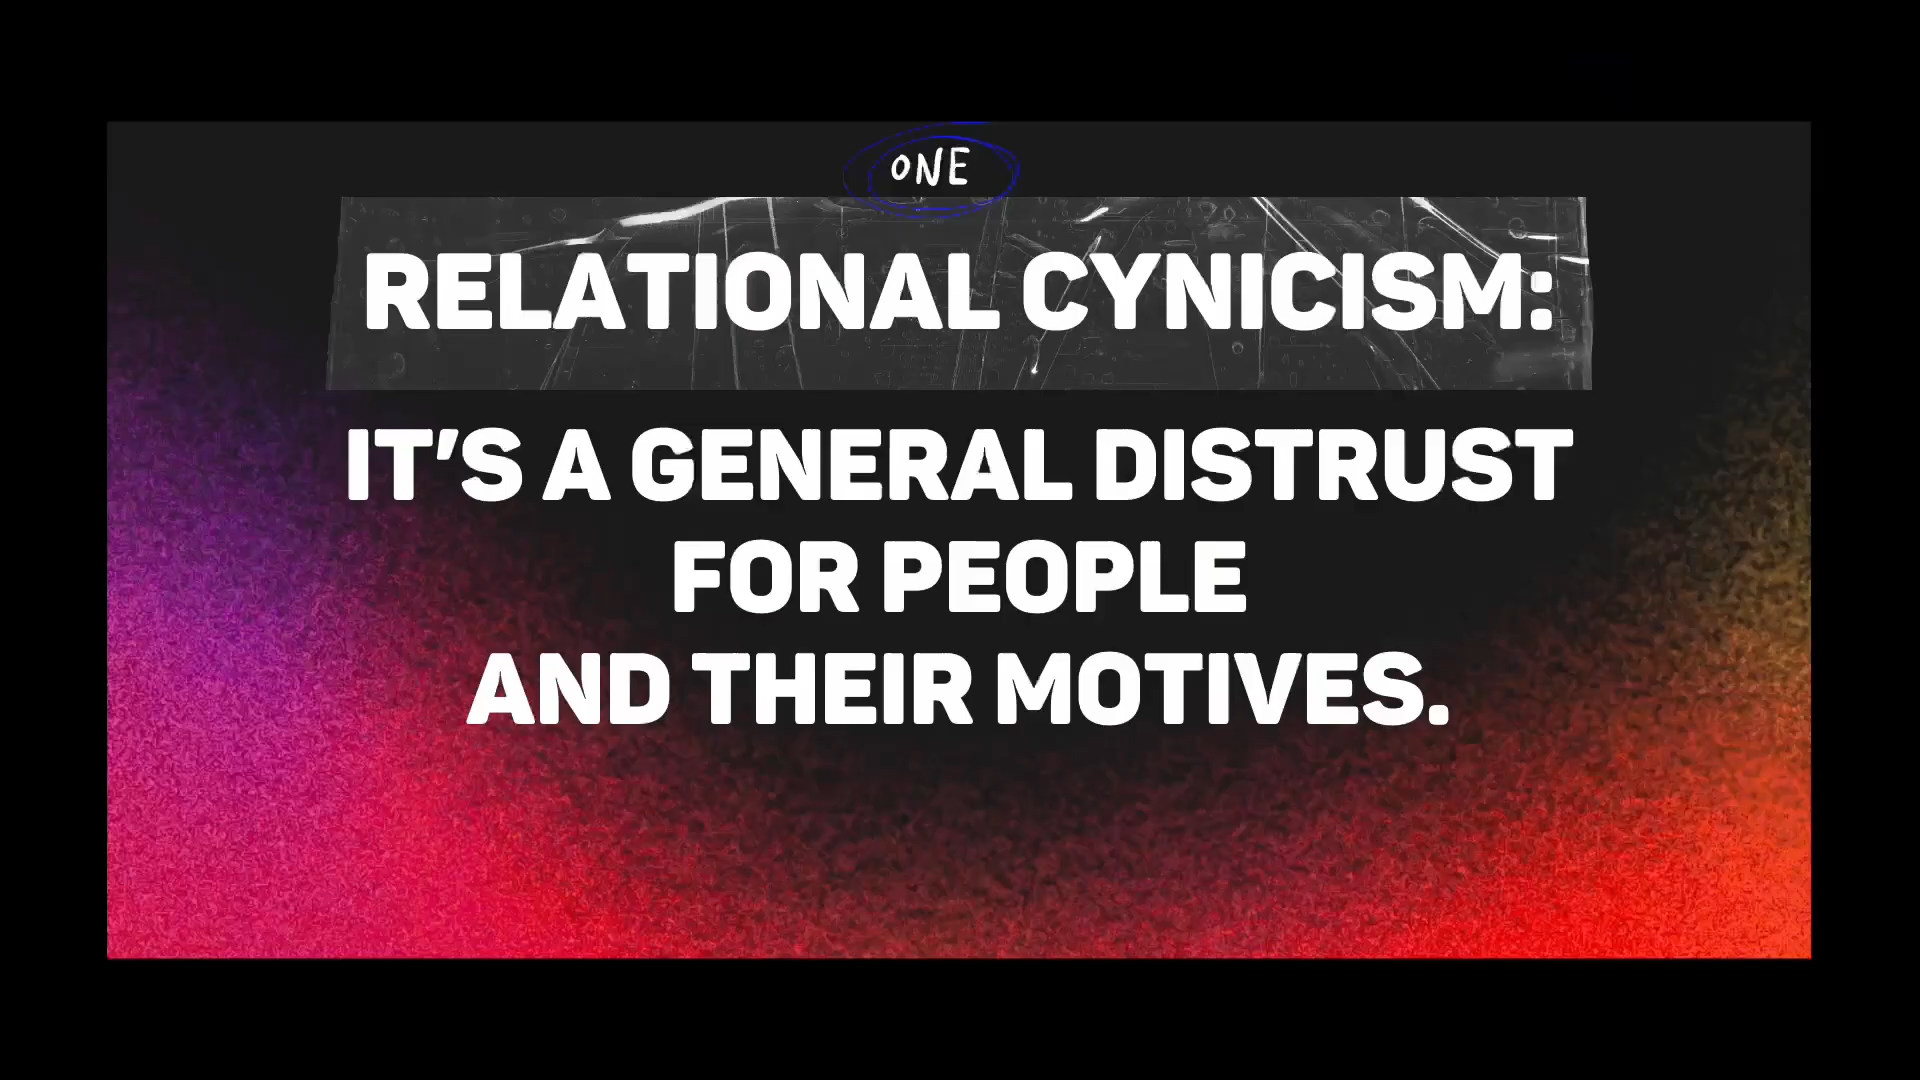 ONE
RELATIONAL CYNICISM:
IT’S A GENERAL DISTRUST
FOR PEOPLE
AND THEIR MOTIVES.